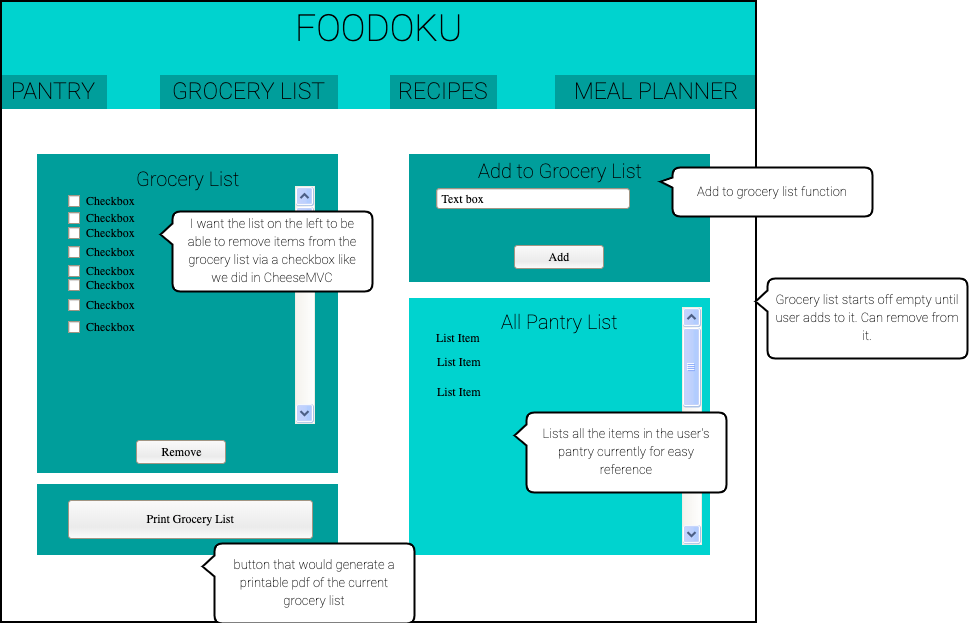 FOODOKU
PANTRY
GROCERY LIST
RECIPES
MEAL PLANNER
Grocery List
Checkbox
Checkbox
Checkbox
Checkbox
Checkbox
Checkbox
Checkbox
Checkbox
I want the list on the left to be
able to remove items from the
grocery list via a checkbox like
we did in CheeseMVC
Remove
Print Grocery List
button that would generate a
printable pdf of the current
grocery list
Add to Grocery List
Text box
Add
Add to grocery list function
Grocery list starts off empty until
user adds to it. Can remove from
it.
All Pantry List
List Item
List Item
List Item
Lists all the items in the user's
pantry currently for easy
reference